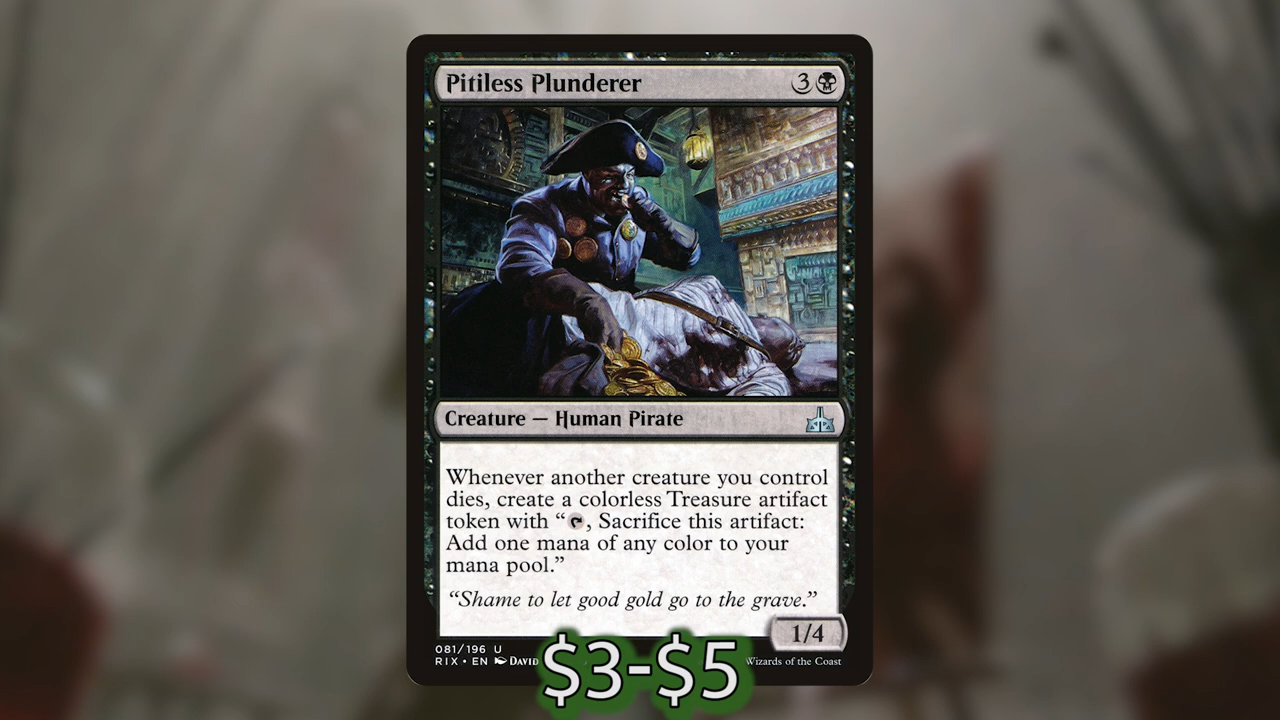 Pitiless Plunderer 3
Creature — Human Pirate
Whenever another creature you control
dies, create a colorless Treasure artifact
token with “, Sacrifice this artifact:
Add one mana of any color to your
mana pool.”
“Shame to let good gold go to the grave.”
1/4
081/196 U
RIX • EN DAVID
Wizards of the Coast
$3-$5